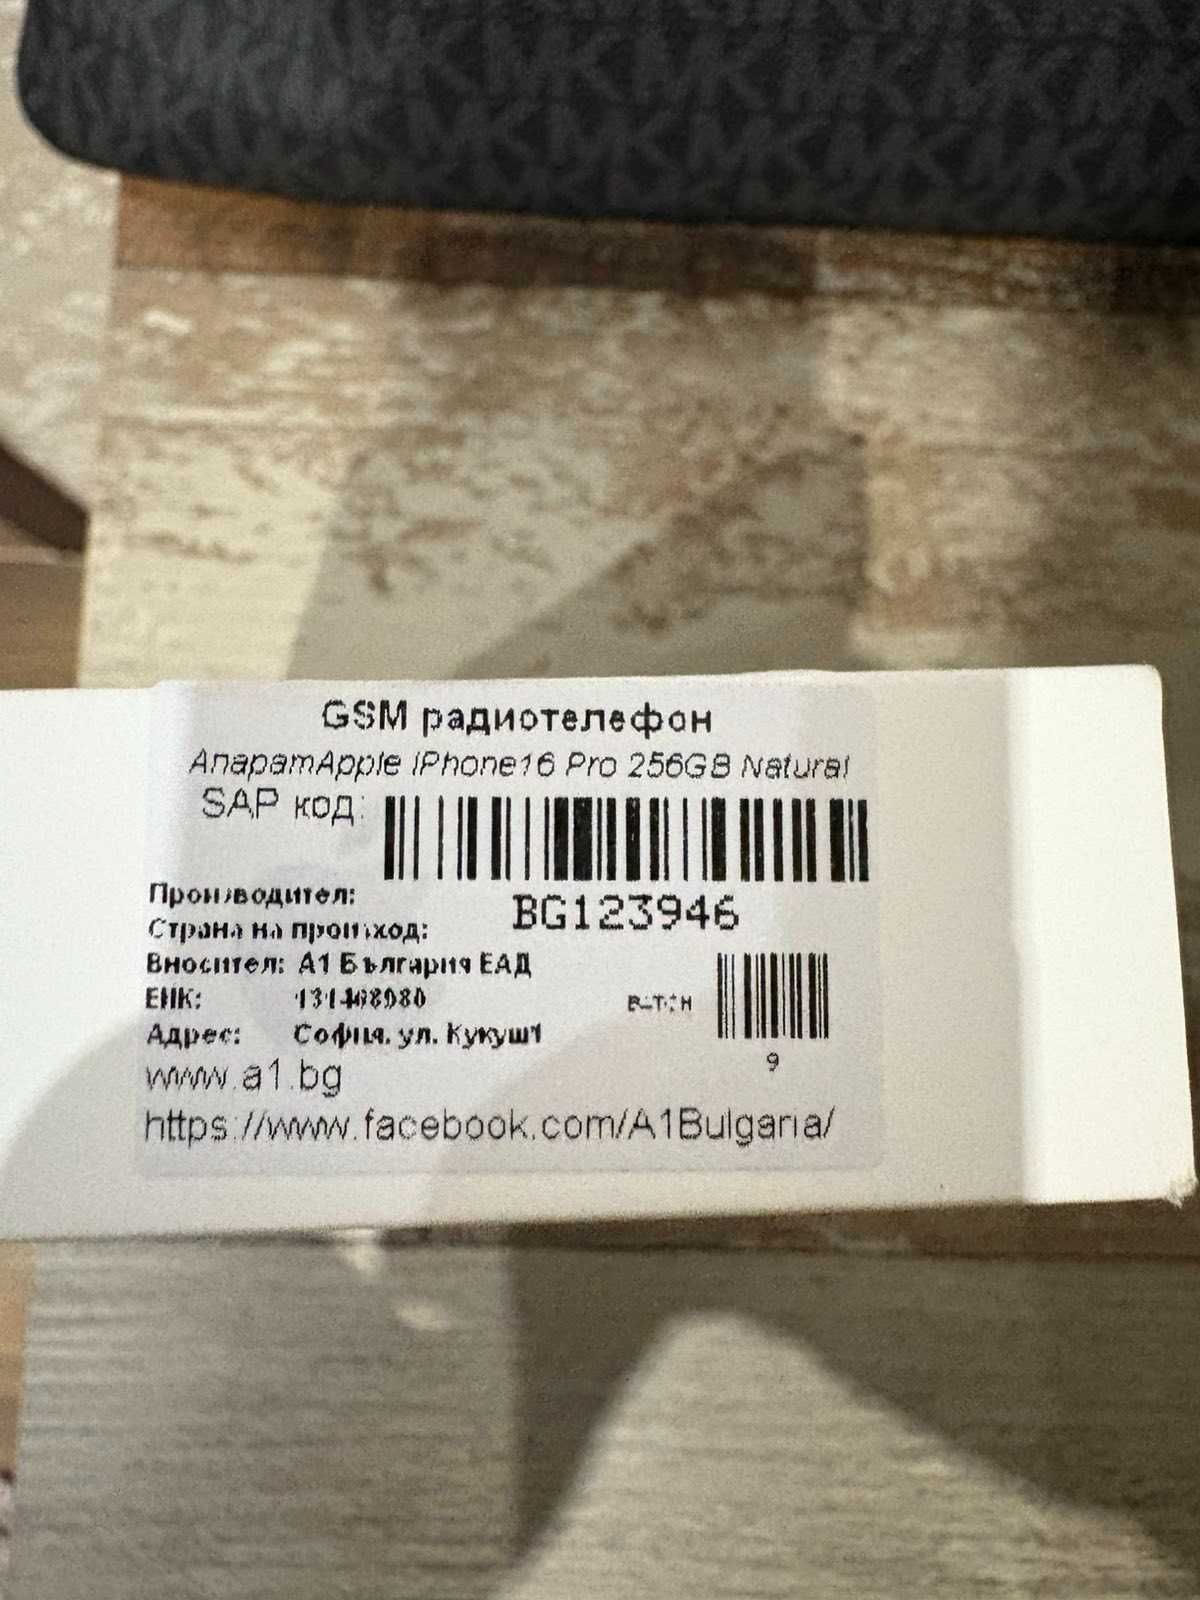 GSM радиотелефон
АпаратApple iPhone16 Pro 256GB Natural
SAP код:
BG123946
Производител:
Страна на произход:
Вносител: А1 България ЕАД
ЕИК: 131468980
BATCH
Адрес: София, ул. Кукуш1
9
www.a1.bg
https://www.facebook.com/A1Bulgaria/